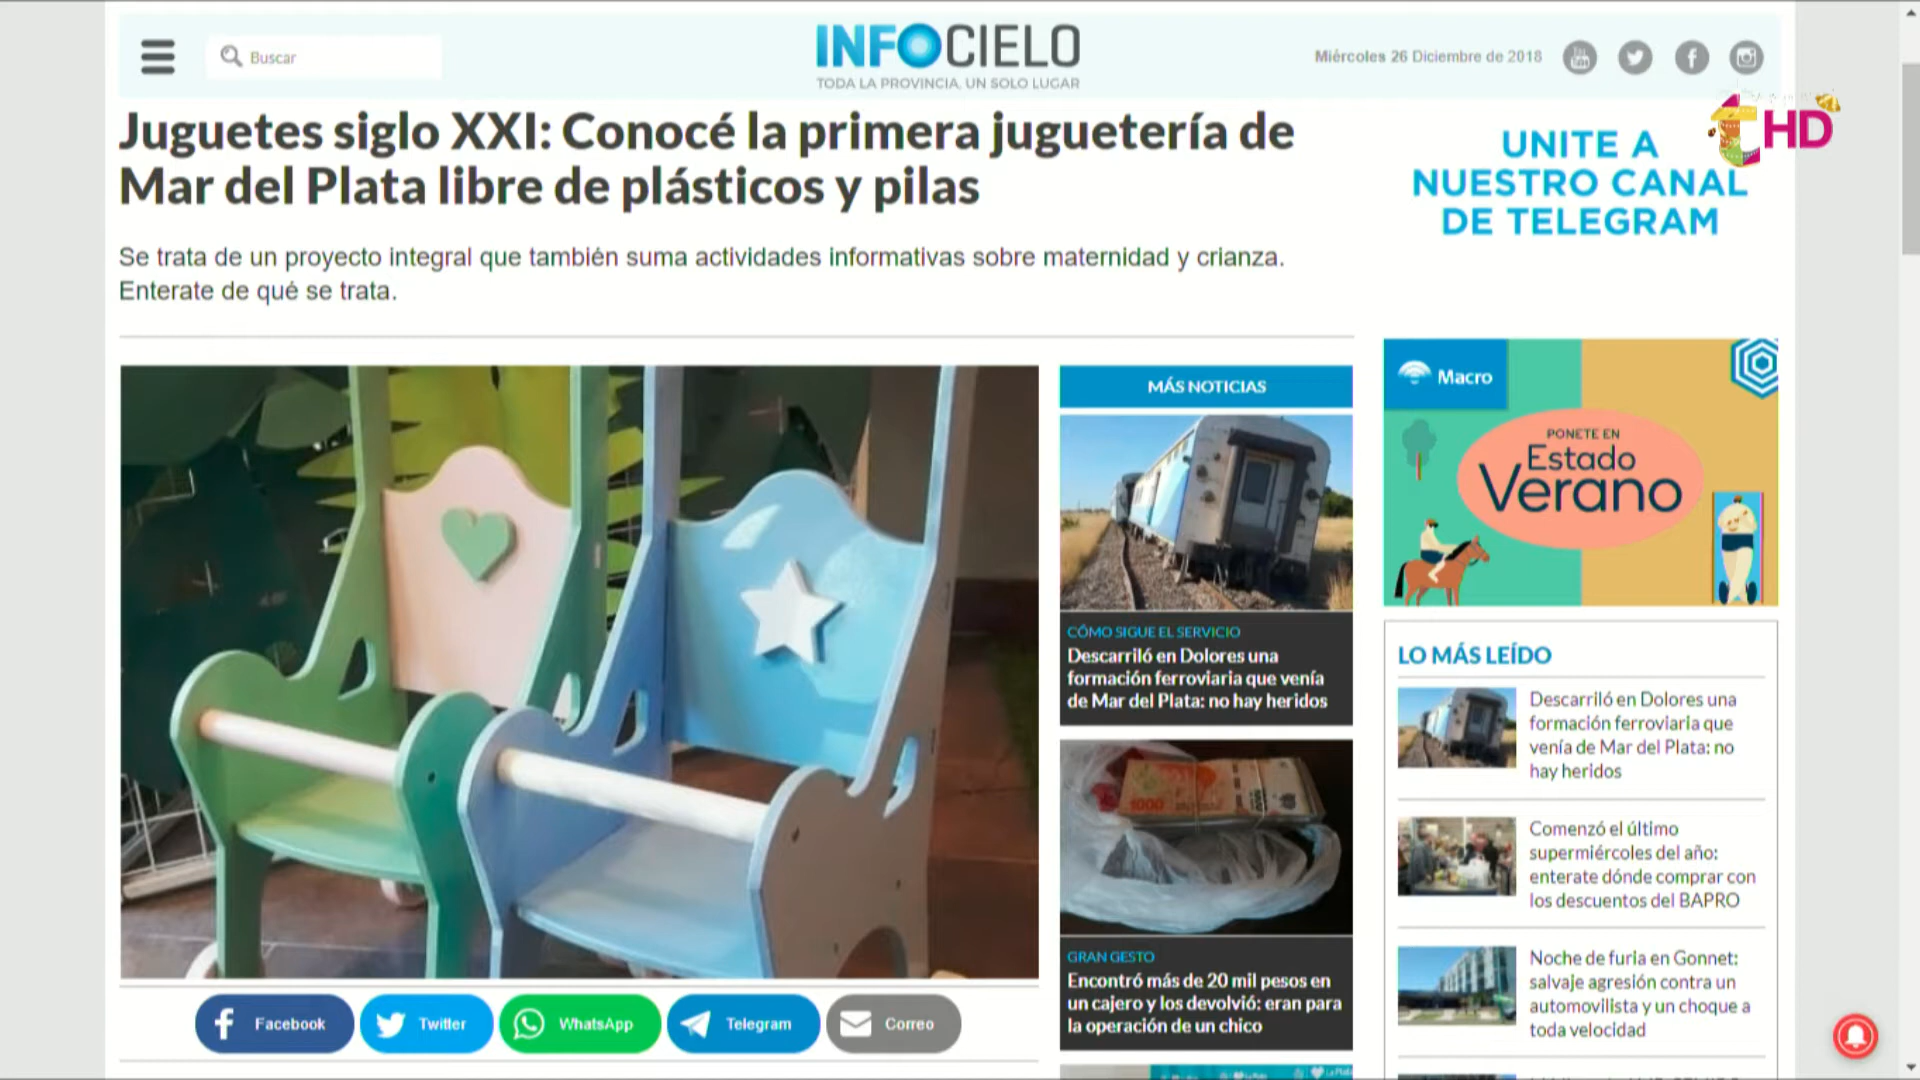 Buscar
INFOCIELO
TODA LA PROVINCIA, UN SOLO LUGAR
Miércoles 26 Diciembre de 2018
You
Tube
tHD
Juguetes siglo XXI: Conocé la primera juguetería de
Mar del Plata libre de plásticos y pilas
Se trata de un proyecto integral que también suma actividades informativas sobre maternidad y crianza.
Enterate de qué se trata.
Facebook
Twitter
WhatsApp
Telegram
Correo
MÁS NOTICIAS
CÓMO SIGUE EL SERVICIO
Descarriló en Dolores una
formación ferroviaria que venía
de Mar del Plata: no hay heridos
1000
GRAN GESTO
Encontró más de 20 mil pesos en
un cajero y los devolvió: eran para
la operación de un chico
UNITE A
NUESTRO CANAL
DE TELEGRAM
Macro
PONETE EN
Estado
Verano
LO MÁS LEÍDO
Descarriló en Dolores una
formación ferroviaria que
venía de Mar del Plata: no
hay heridos
Comenzó el último
supermiércoles del año:
enterate dónde comprar con
los descuentos del BAPRO
Noche de furia en Gonnet:
salvaje agresión contra un
automovilista y un choque a
toda velocidad